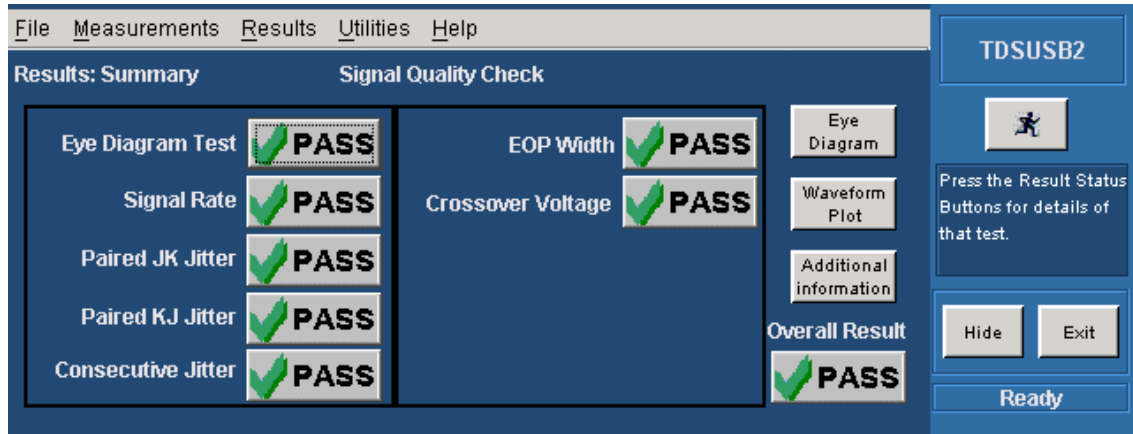 File Measurements Results Utilities Help
Results: Summary Signal Quality Check
Eye Diagram Test PASS
Signal Rate PASS
Paired JK Jitter PASS
Paired KJ Jitter PASS
Consecutive Jitter PASS
EOP Width PASS
Crossover Voltage PASS
Eye
Diagram
Waveform
Plot
Additional
information
Overall Result
PASS
TDSUSB2
Press the Result Status
Buttons for details of
that test.
Hide Exit
Ready